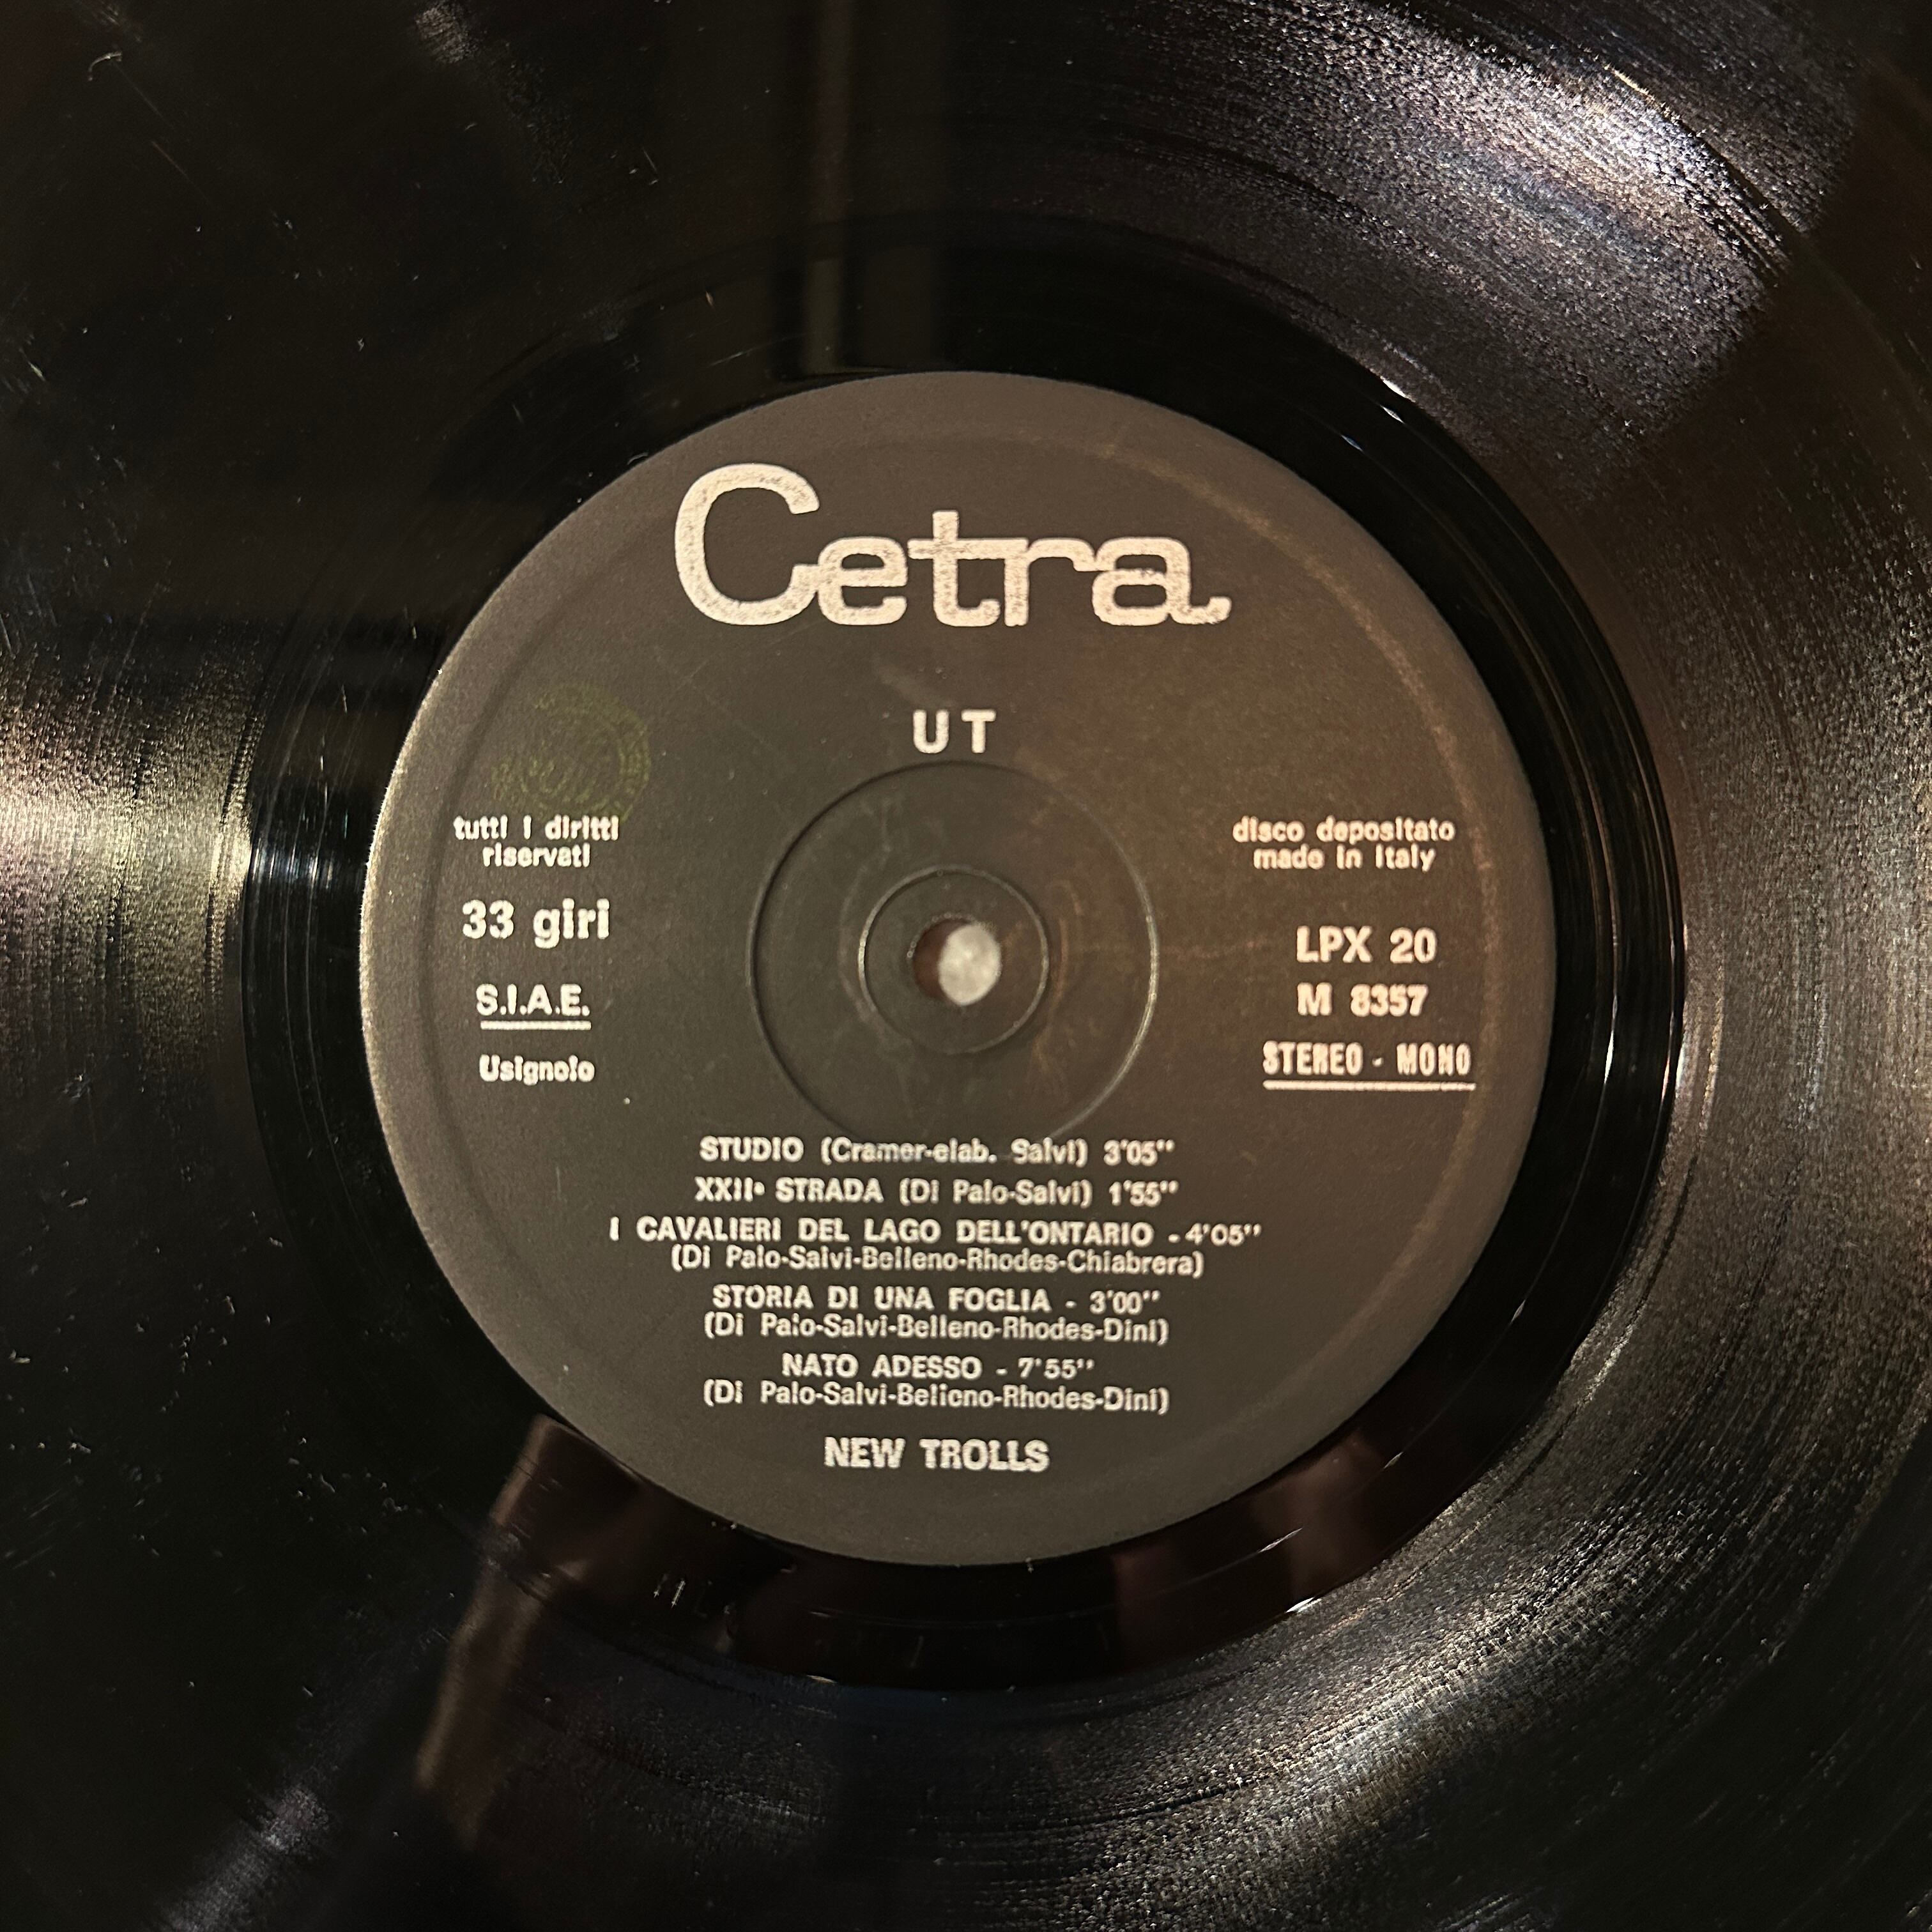 Cetra
UT
tutti i diritti
riservati
33 giri
S.I.A.E.
Usignolo
disco depositato
made in Italy
LPX 20
M 8357
STEREO - MONO
STUDIO (Cramer-elab. Salvi) 3'05''
XXIIª STRADA (Di Palo-Salvi) 1'55''
I CAVALIERI DEL LAGO DELL'ONTARIO - 4'05''
(Di Palo-Salvi-Belleno-Rhodes-Chiabrera)
STORIA DI UNA FOGLIA - 3'00''
(Di Palo-Salvi-Belleno-Rhodes-Dini)
NATO ADESSO - 7'55''
(Di Palo-Salvi-Belleno-Rhodes-Dini)
NEW TROLLS